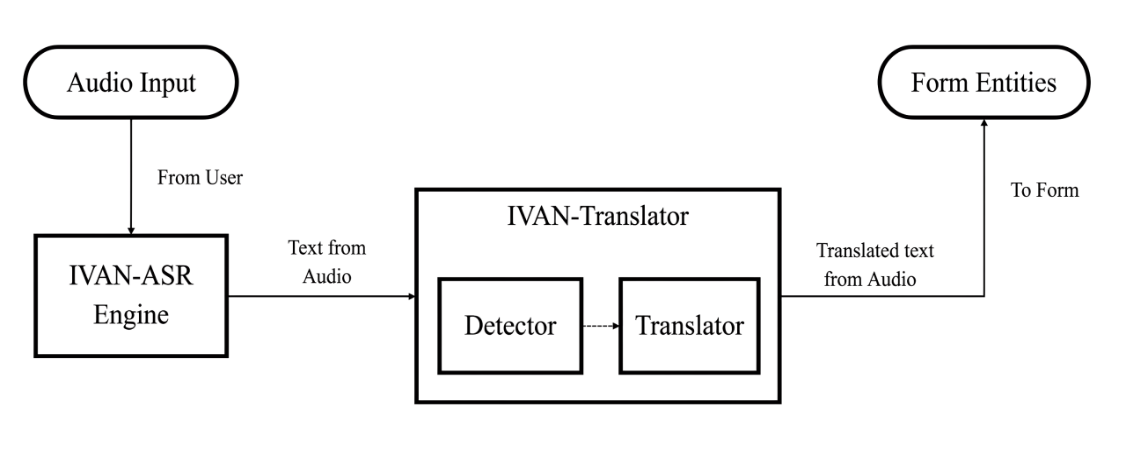 Audio Input
From User
IVAN-ASR
Engine
Text from
Audio
IVAN-Translator
Detector
Translator
Translated text
from Audio
To Form
Form Entities